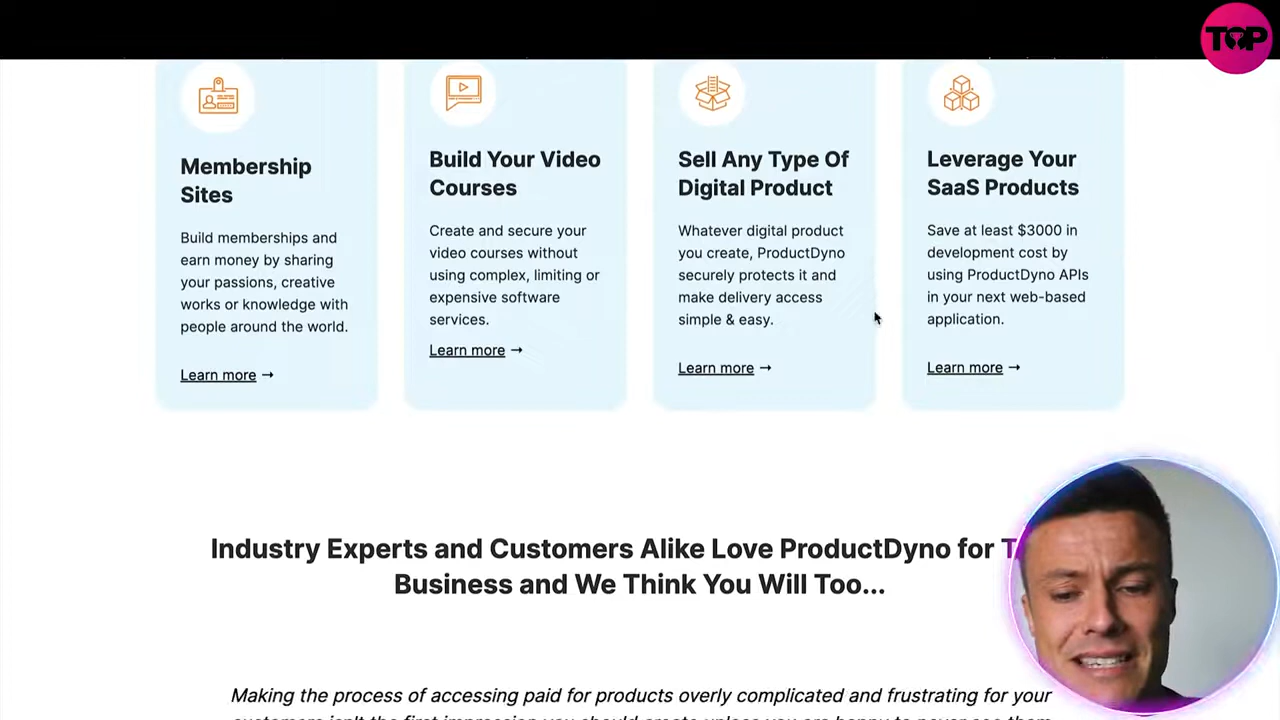 TOP
Membership
Sites
Build memberships and
earn money by sharing
your passions, creative
works or knowledge with
people around the world.
Learn more →
Build Your Video
Courses
Create and secure your
video courses without
using complex, limiting or
expensive software
services.
Learn more →
Sell Any Type Of
Digital Product
Whatever digital product
you create, ProductDyno
securely protects it and
make delivery access
simple & easy.
Learn more →
Leverage Your
SaaS Products
Save at least $3000 in
development cost by
using ProductDyno APIs
in your next web-based
application.
Learn more →
Industry Experts and Customers Alike Love ProductDyno for
Business and We Think You Will Too...
Making the process of accessing paid for products overly complicated and frustrating for your